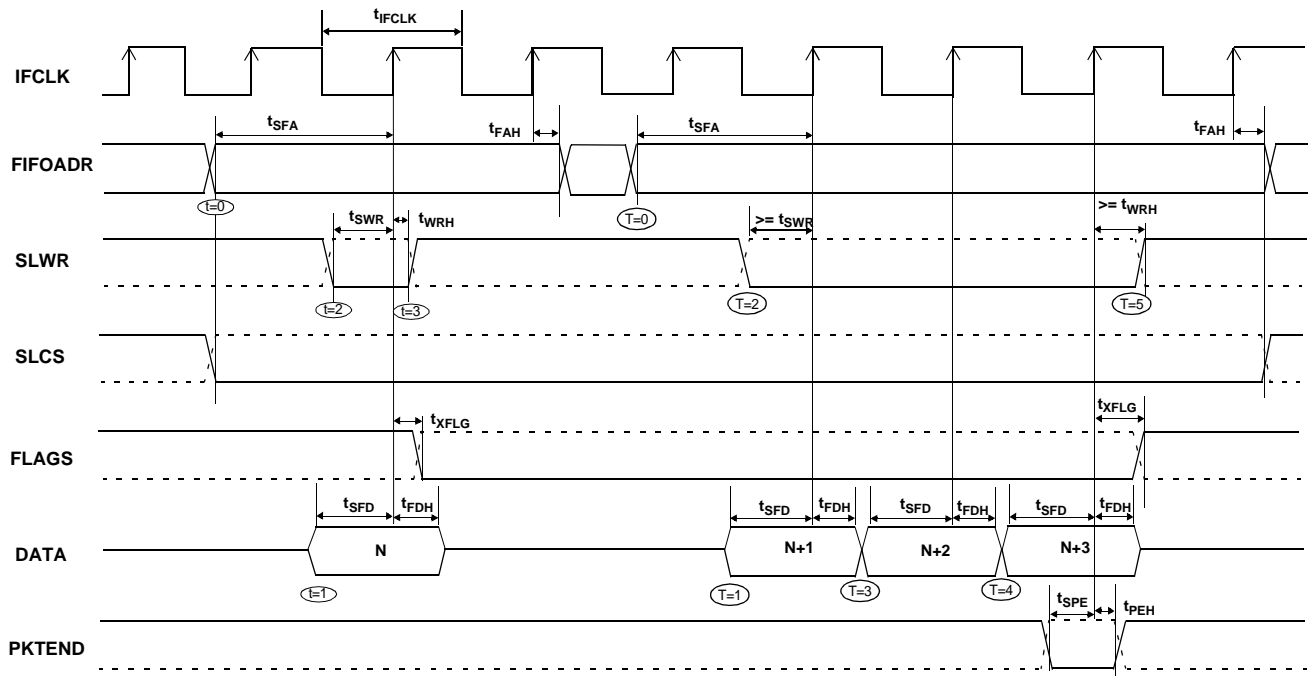 tIFCLK
IFCLK
tSFA
tFAH
tSFA
tFAH
FIFOADR
t=0
tSWR
tWRH
T=0
>= tSWR
>= tWRH
SLWR
t=2
t=3
T=2
T=5
SLCS
tXFLG
tXFLG
FLAGS
tSFD
tFDH
tSFD
tFDH
tSFD
tFDH
tSFD
tFDH
DATA
N
N+1
N+2
N+3
t=1
T=1
T=3
T=4
tSPE
tPEH
PKTEND